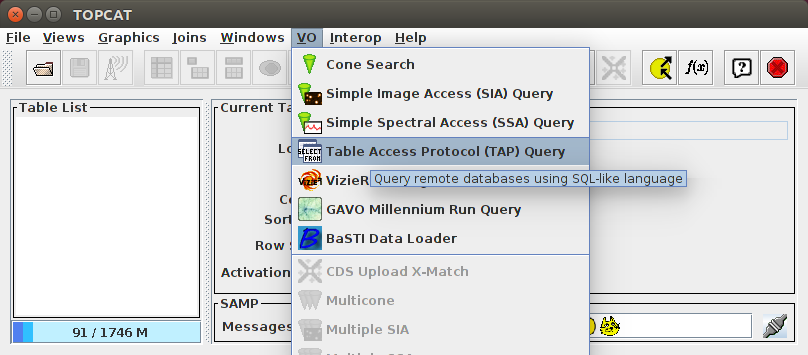 TOPCAT
File Views Graphics Joins Windows VO Interop Help
f(x)
Table List
Current Ta
Cone Search
Simple Image Access (SIA) Query
Simple Spectral Access (SSA) Query
Lo
SELECT FROM Table Access Protocol (TAP) Query
VizieR
Query remote databases using SQL-like language
Co
GAVO Millennium Run Query
Sort
BaSTI Data Loader
Row S
Activation
CDS Upload X-Match
Multicone
SAMP
Messages
Multiple SIA
91 / 1746 M